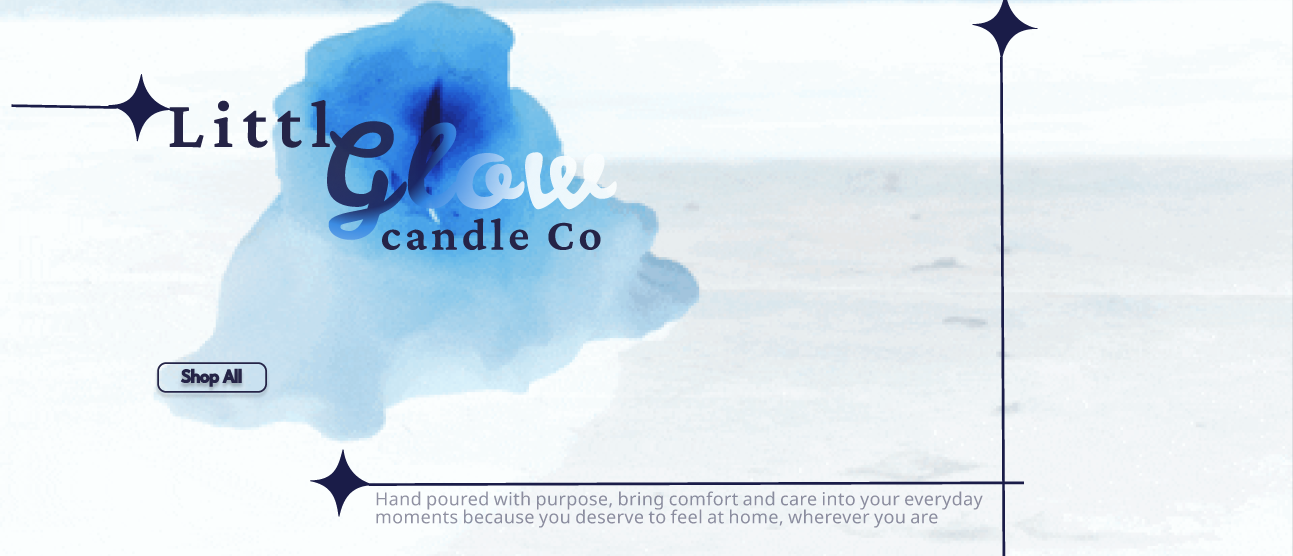 Littl
Glow
candle Co
Shop All
Hand poured with purpose, bring comfort and care into your everyday
moments because you deserve to feel at home, wherever you are